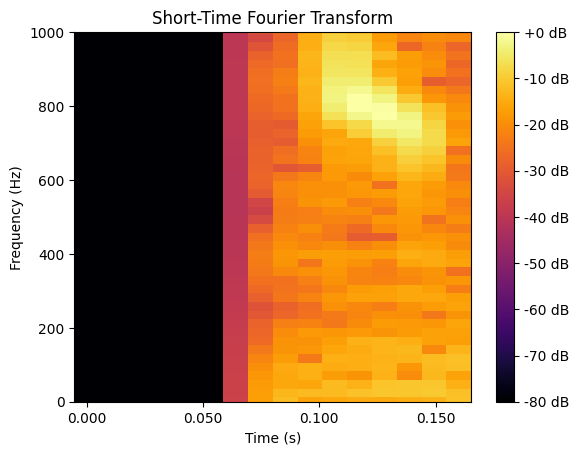 Short-Time Fourier Transform
Frequency (Hz)
1000
800
600
400
200
0
0.000
0.050
0.100
0.150
Time (s)
+0 dB
-10 dB
-20 dB
-30 dB
-40 dB
-50 dB
-60 dB
-70 dB
-80 dB